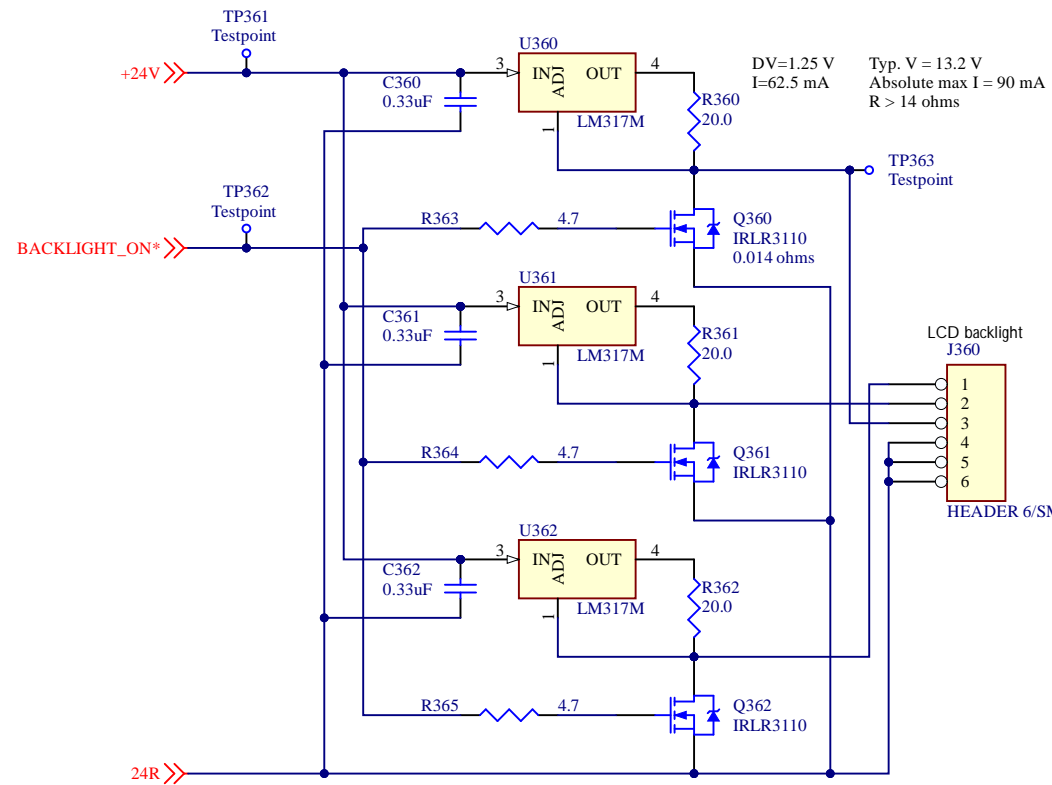 TP361
Testpoint
+24V
C360
0.33uF
U360
3
IN
ADJ
OUT
4
1
LM317M
R360
20.0
DV=1.25 V
I=62.5 mA
Typ. V = 13.2 V
Absolute max I = 90 mA
R > 14 ohms
TP363
Testpoint
TP362
Testpoint
BACKLIGHT_ON*
R363
4.7
Q360
IRLR3110
0.014 ohms
C361
0.33uF
U361
3
IN
ADJ
OUT
4
1
LM317M
R361
20.0
LCD backlight
J360
1
2
3
4
5
6
HEADER 6/SM
R364
4.7
Q361
IRLR3110
C362
0.33uF
U362
3
IN
ADJ
OUT
4
1
LM317M
R362
20.0
R365
4.7
Q362
IRLR3110
24R